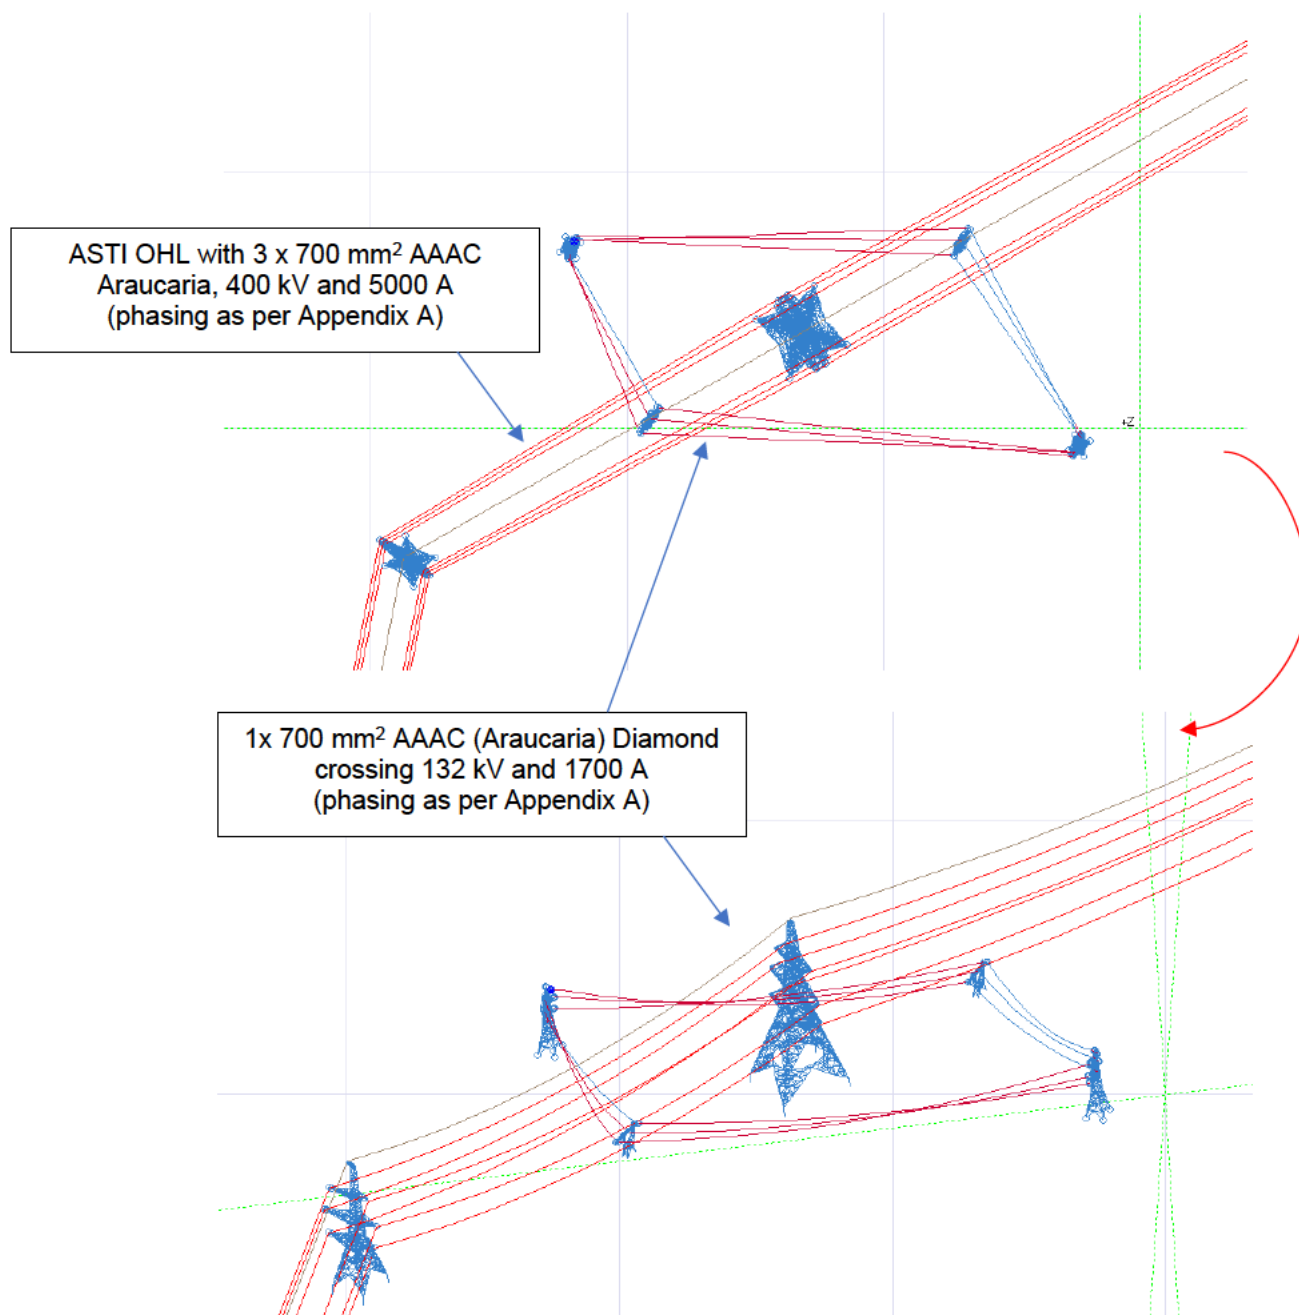 ASTI OHL with 3 x 700 mm² AAAC
Araucaria, 400 kV and 5000 A
(phasing as per Appendix A)
+Z
1x 700 mm² AAAC (Araucaria) Diamond
crossing 132 kV and 1700 A
(phasing as per Appendix A)